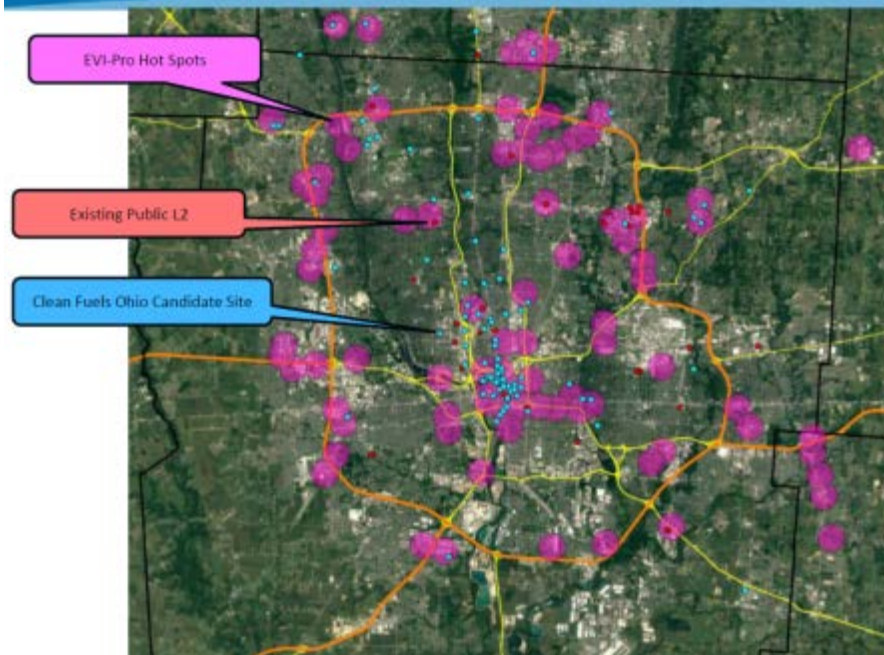 EVI-Pro Hot Spots
Existing Public L2
Clean Fuels Ohio Candidate Site